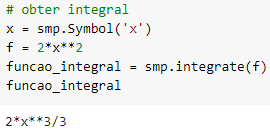 # obter integral
x = smp.Symbol('x')
f = 2*x**2
funcao_integral = smp.integrate(f)
funcao_integral
2*x**3/3